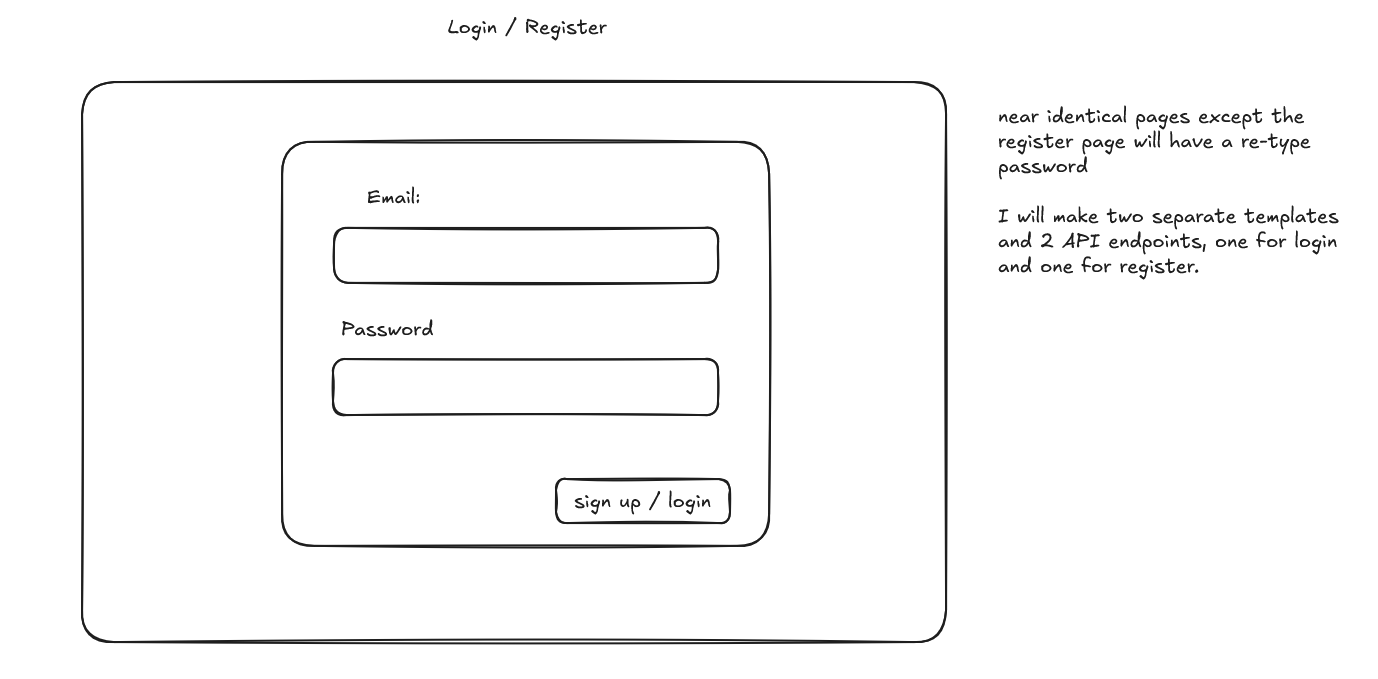 Login / Register
near identical pages except the
register page will have a re-type
password
I will make two separate templates
and 2 API endpoints, one for login
and one for register.
Email:
Password
sign up / login